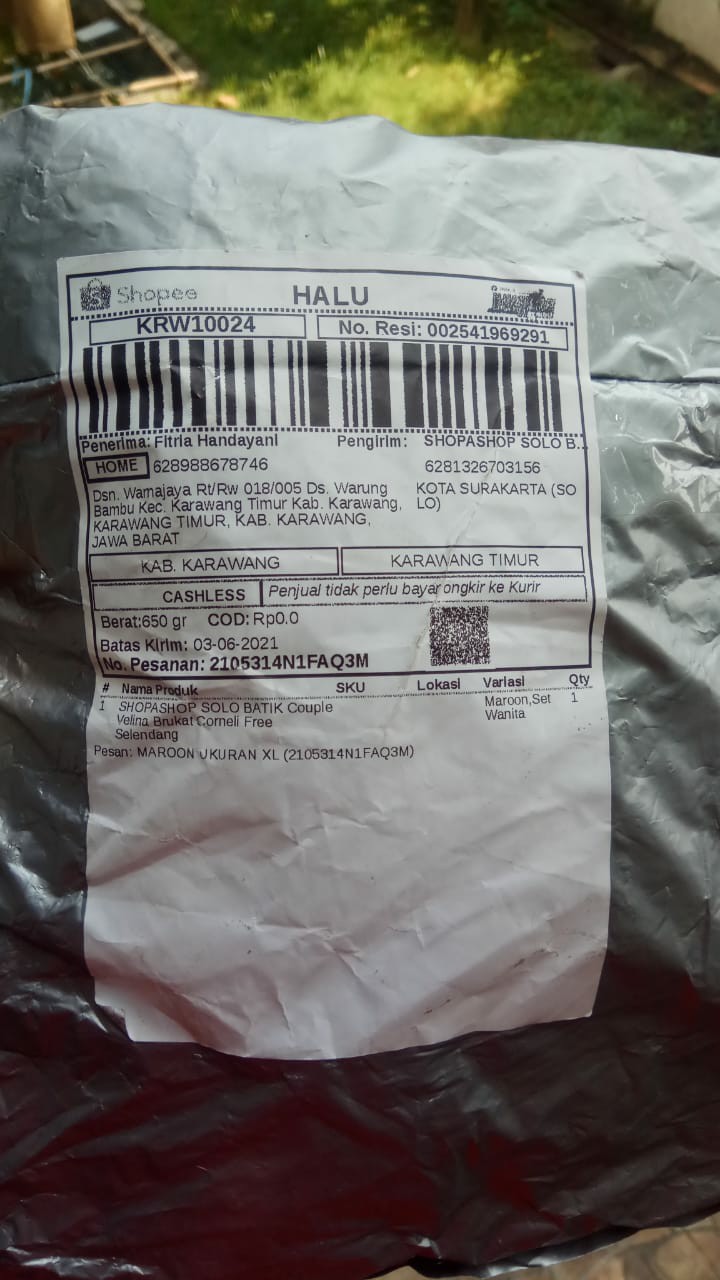 Shopee HALU
KRW10024 No. Resi: 002541969291
Penerima: Fitria Handayani Pengirim: SHOPASHOP SOLO B...
HOME 628988678746 6281326703156
Dsn. Warnajaya Rt/Rw 018/005 Ds. Warung KOTA SURAKARTA (SO
Bambu Kec. Karawang Timur Kab. Karawang, LO)
KARAWANG TIMUR, KAB. KARAWANG,
JAWA BARAT
KAB. KARAWANG KARAWANG TIMUR
CASHLESS Penjual tidak perlu bayar ongkir ke Kurir
Berat:650 gr COD: Rp0.0
Batas Kirim: 03-06-2021
No. Pesanan: 2105314N1FAQ3M
# Nama Produk SKU Lokasi Variasi Qty
1 SHOPASHOP SOLO BATIK Couple Maroon,Set 1
Velina Brukat Corneli Free Wanita
Selendang
Pesan: MAROON UKURAN XL (2105314N1FAQ3M)